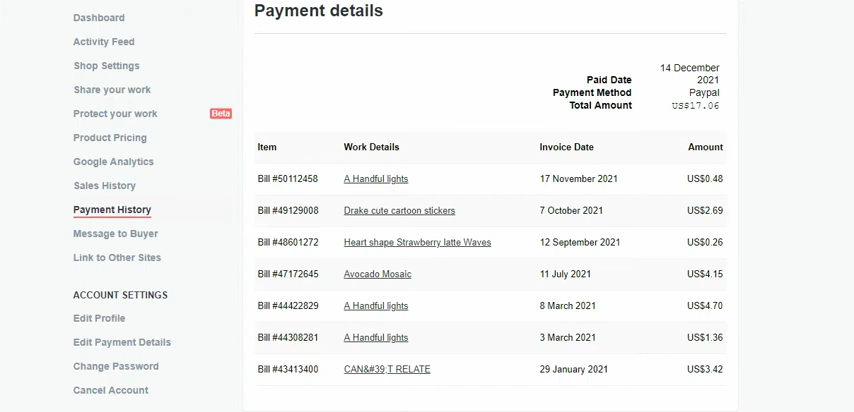 Dashboard
Activity Feed
Shop Settings
Share your work
Protect your work Beta
Product Pricing
Google Analytics
Sales History
Payment History
Message to Buyer
Link to Other Sites
ACCOUNT SETTINGS
Edit Profile
Edit Payment Details
Change Password
Cancel Account
Payment details
Paid Date 14 December 2021
Payment Method Paypal
Total Amount US$17.06
Item Work Details Invoice Date Amount
Bill #50112458 A Handful lights 17 November 2021 US$0.48
Bill #49129008 Drake cute cartoon stickers 7 October 2021 US$2.69
Bill #48601272 Heart shape Strawberry latte Waves 12 September 2021 US$0.26
Bill #47172645 Avocado Mosaic 11 July 2021 US$4.15
Bill #44422829 A Handful lights 8 March 2021 US$4.70
Bill #44308281 A Handful lights 3 March 2021 US$1.36
Bill #43413400 CAN&#39;T RELATE 29 January 2021 US$3.42